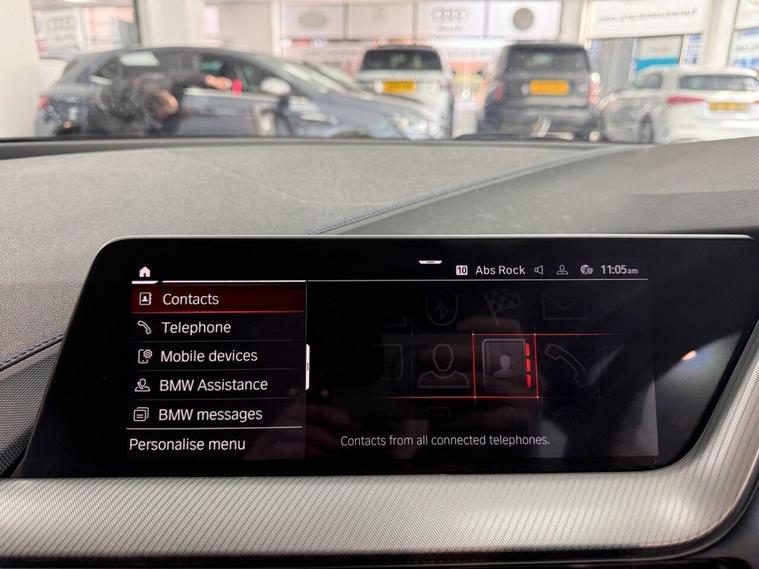 10 Abs Rock 11:05am
Contacts
Telephone
Mobile devices
BMW Assistance
BMW messages
Personalise menu
Contacts from all connected telephones.